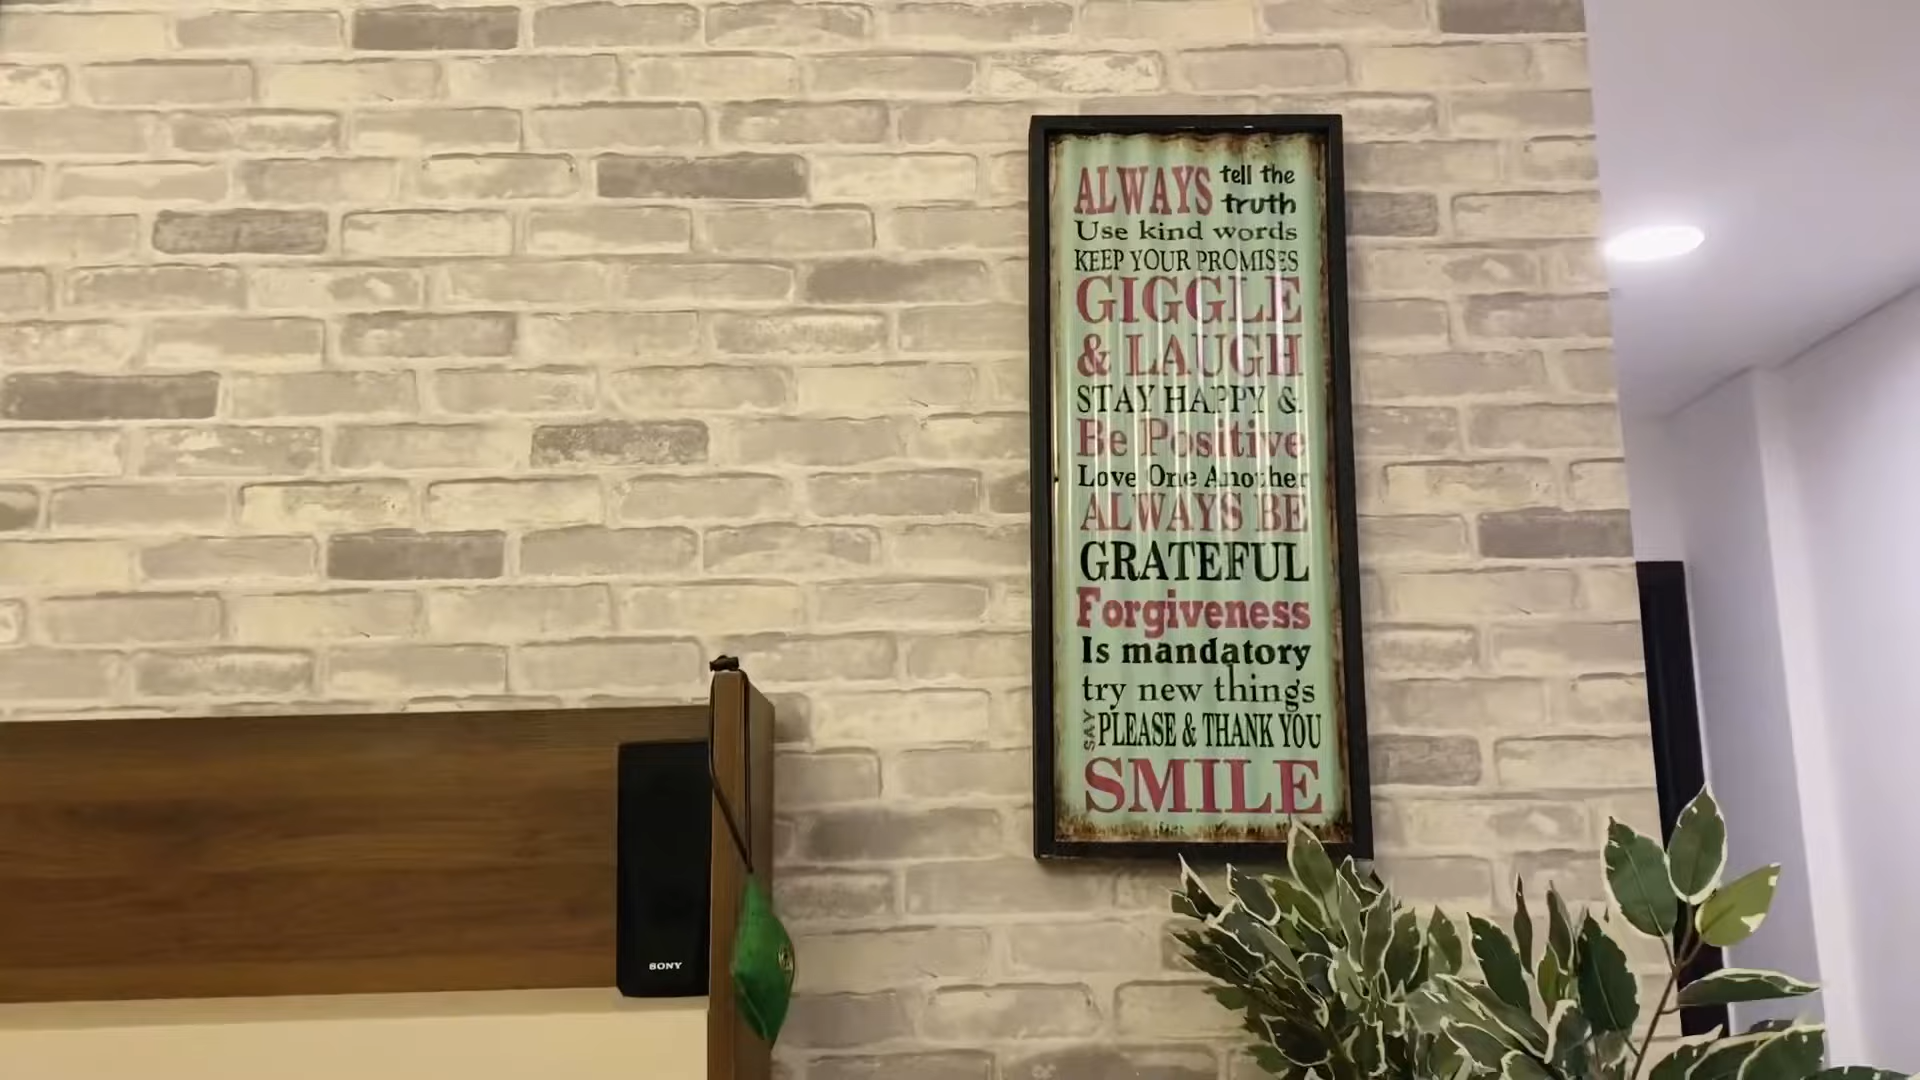 ALWAYS tell the
truth
Use kind words
KEEP YOUR PROMISES
GIGGLE
& LAUGH
STAY HAPPY &
Be Positive
Love One Another
ALWAYS BE
GRATEFUL
Forgiveness
Is mandatory
try new things
SAY PLEASE & THANK YOU
SMILE
SONY